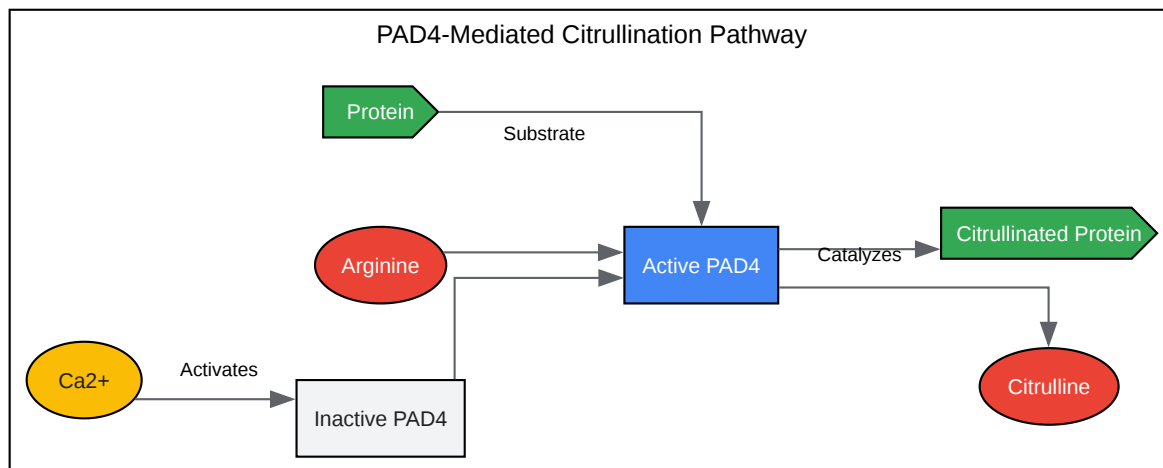 PAD4-Mediated Citrullination Pathway
Protein
Substrate
Arginine
Active PAD4
Catalyzes
Citrullinated Protein
Ca2+
Activates
Inactive PAD4
Citrulline